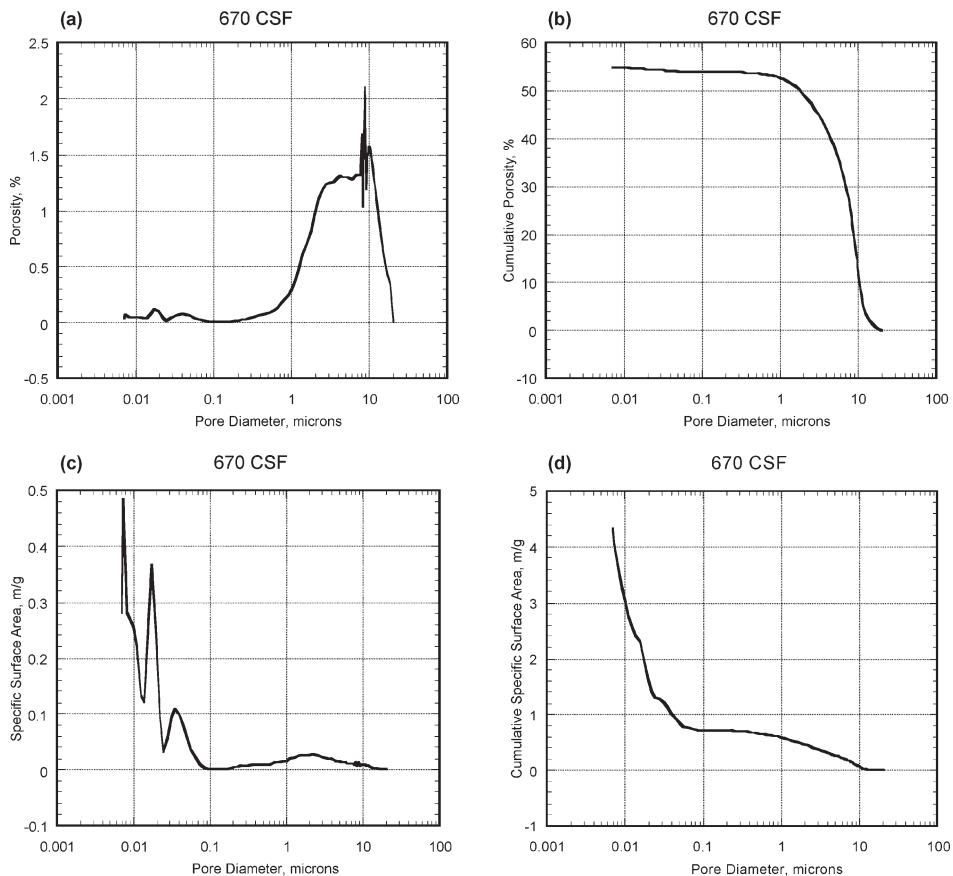 (a) 670 CSF
2.5
2
1.5
1
0.5
0
-0.5
Porosity, %
0.001 0.01 0.1 1 10 100
Pore Diameter, microns
(b) 670 CSF
60
50
40
30
20
10
0
-10
Cumulative Porosity, %
0.001 0.01 0.1 1 10 100
Pore Diameter, microns
(c) 670 CSF
0.5
0.4
0.3
0.2
0.1
0
-0.1
Specific Surface Area, m/g
0.001 0.01 0.1 1 10 100
Pore Diameter, microns
(d) 670 CSF
5
4
3
2
1
0
-1
Cumulative Specific Surface Area, m/g
0.001 0.01 0.1 1 10 100
Pore Diameter, microns